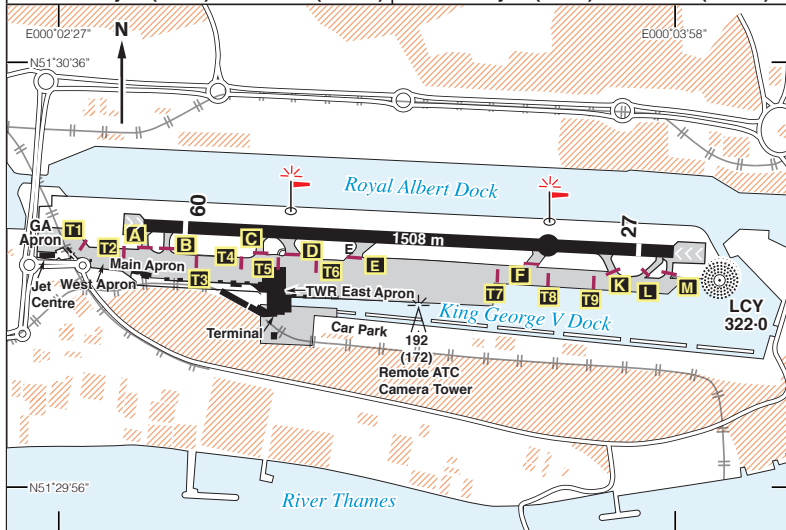 E000°02'27"
E000°03'58"
N
N51°30'36"
Royal Albert Dock
09
27
1508 m
GA
Apron
T1
T2
A
B
T3
T4
C
T5
D
T6
E
E
T7
F
T8
T9
K
L
M
Main Apron
West Apron
Jet
Centre
TWR East Apron
King George V Dock
LCY
322·0
Terminal
Car Park
192
(172)
Remote ATC
Camera Tower
N51°29'56"
River Thames